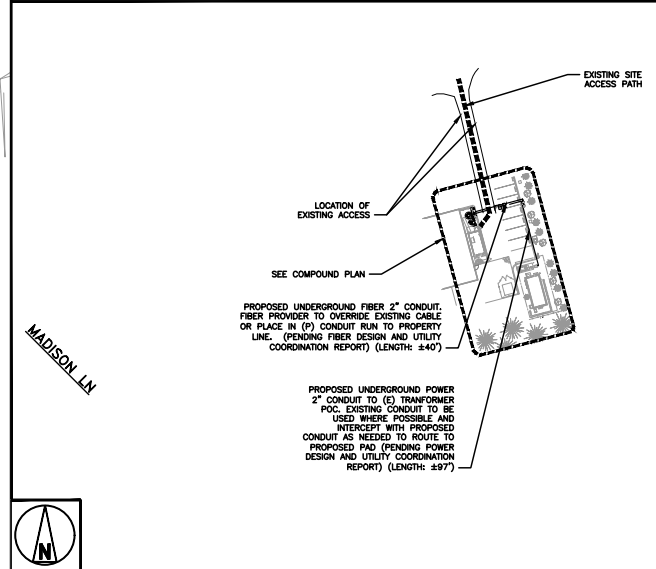 EXISTING SITE
ACCESS PATH
LOCATION OF
EXISTING ACCESS
SEE COMPOUND PLAN
PROPOSED UNDERGROUND FIBER 2" CONDUIT.
FIBER PROVIDER TO OVERRIDE EXISTING CABLE
OR PLACE IN (P) CONDUIT RUN TO PROPERTY
LINE. (PENDING FIBER DESIGN AND UTILITY
COORDINATION REPORT) (LENGTH: ±40')
MADISON LN
PROPOSED UNDERGROUND POWER
2" CONDUIT TO (E) TRANFORMER
POC. EXISTING CONDUIT TO BE
USED WHERE POSSIBLE AND
INTERCEPT WITH PROPOSED
CONDUIT AS NEEDED TO ROUTE TO
PROPOSED PAD (PENDING POWER
DESIGN AND UTILITY COORDINATION
REPORT) (LENGTH: ±97')
N